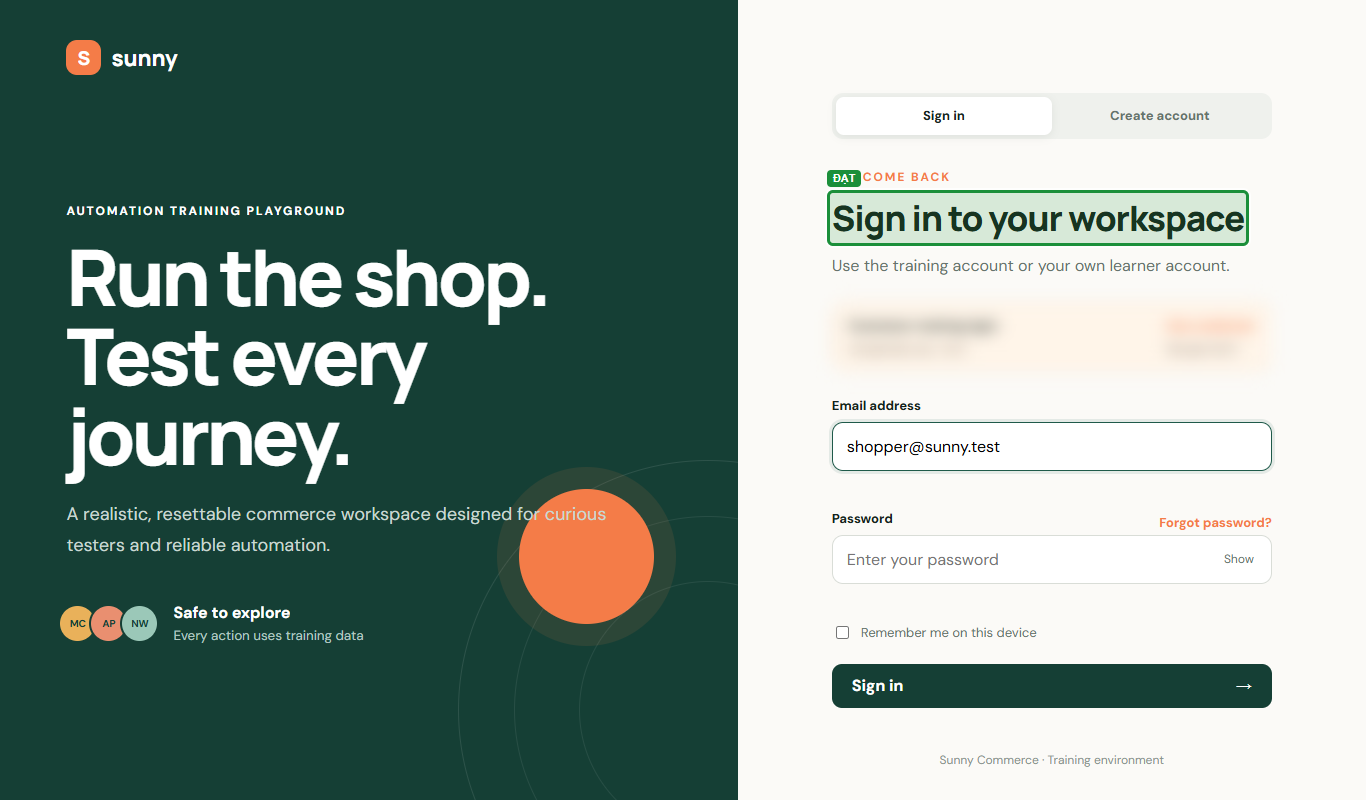 S sunny
AUTOMATION TRAINING PLAYGROUND
Run the shop.
Test every
journey.
A realistic, resettable commerce workspace designed for curious
testers and reliable automation.
MC AP NW
Safe to explore
Every action uses training data
Sign in
Create account
ĐẠT COME BACK
Sign in to your workspace
Use the training account or your own learner account.
Email address
shopper@sunny.test
Password
Forgot password?
Enter your password
Show
Remember me on this device
Sign in →
Sunny Commerce · Training environment